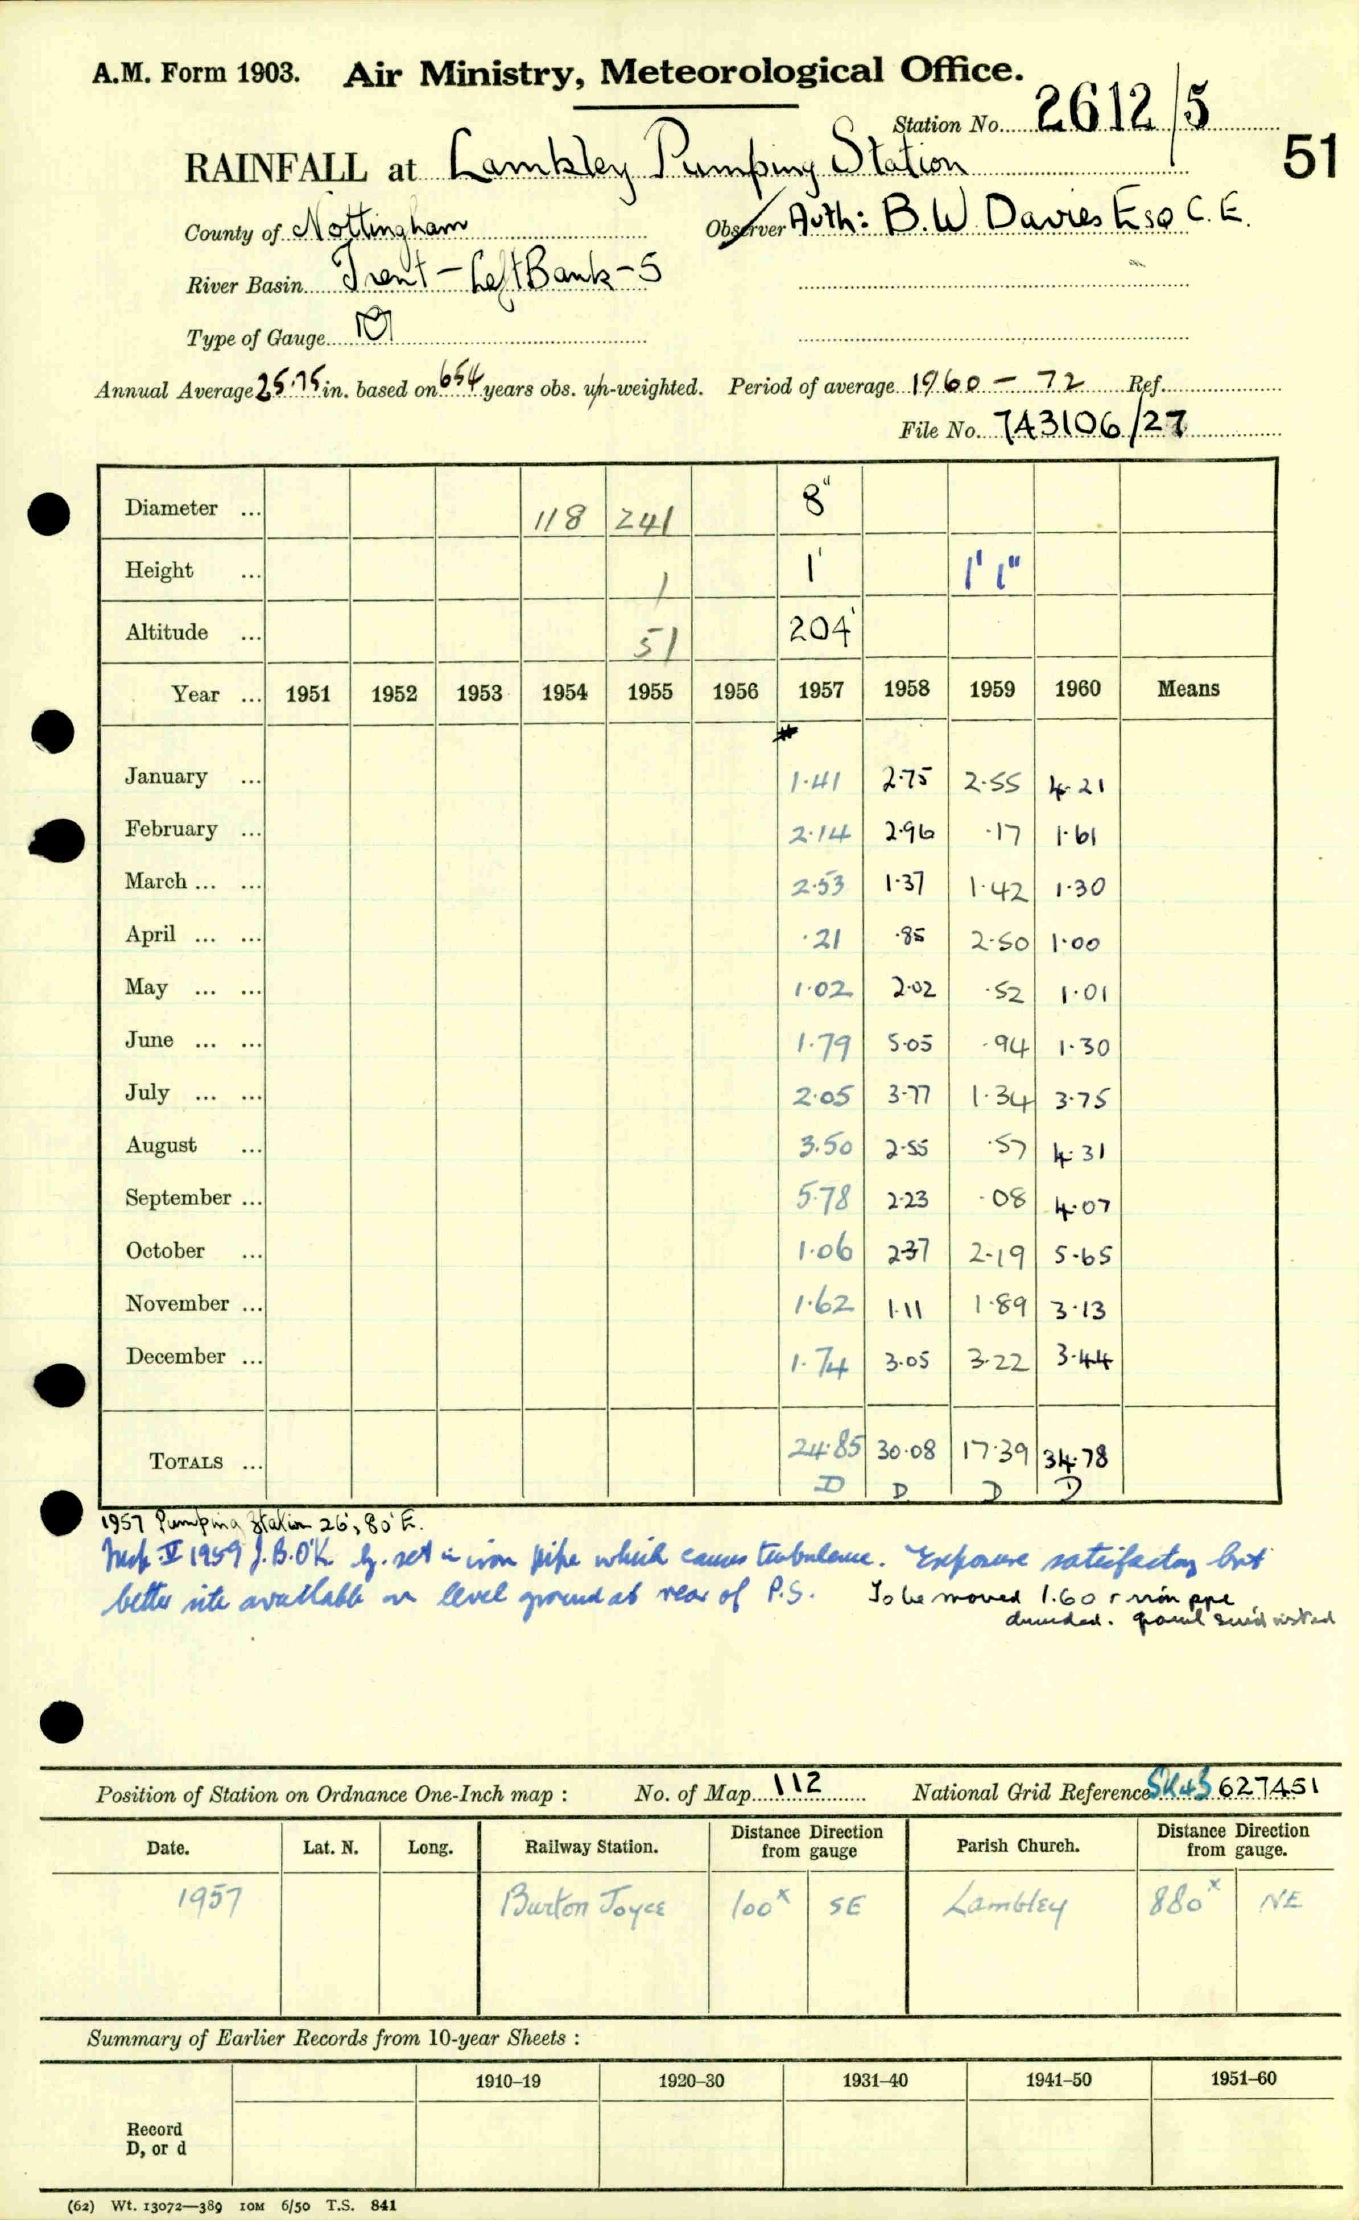 A.M. Form 1903. Air Ministry, Meteorological Office.
Station No. 2612/5
51
RAINFALL at Lambley Pumping Station
County of Nottingham Observer Auth: B.W. Davies Esq C.E.
River Basin Trent - Left Bank - 5
Type of Gauge
Annual Average 25.75 in. based on 654 years obs. un-weighted. Period of average 1960 - 72 Ref.
File No. 743106/27
Diameter ... 118 241 8"
Height ... 1 1' 1' 1"
Altitude ... 51 204'
Year ... 1951 1952 1953 1954 1955 1956 1957 1958 1959 1960 Means
January ... 1.41 2.75 2.55 4.21
February ... 2.14 2.96 .17 1.61
March ... ... 2.53 1.37 1.42 1.30
April ... ... .21 .85 2.50 1.00
May ... ... 1.02 2.02 .52 1.01
June ... ... 1.79 5.05 .94 1.30
July ... ... 2.05 3.77 1.34 3.75
August ... 3.50 2.55 .57 4.31
September ... 5.78 2.23 .08 4.07
October ... 1.06 2.37 2.19 5.65
November ... 1.62 1.11 1.89 3.13
December ... 1.74 3.05 3.22 3.44
TOTALS ... 24.85 30.08 17.39 34.78
D D D D
1957 Pumping Station 26', 80' E.
Insp V 1959 J.B.O'K. g. set in iron pipe which causes turbulence. Exposure satisfactory but
better site available on level ground at rear of P.S. To be moved 1.60
Position of Station on Ordnance One-Inch map : No. of Map 112 National Grid Reference SK43 627451
Date. Lat. N. Long. Railway Station. Distance Direction from gauge Parish Church. Distance Direction from gauge.
1957 Burton Joyce 100x SE Lambley 880x NE
Summary of Earlier Records from 10-year Sheets :
1910–19 1920–30 1931–40 1941–50 1951–60
Record
D, or d
(62) Wt. 13072—389 10M 6/50 T.S. 841